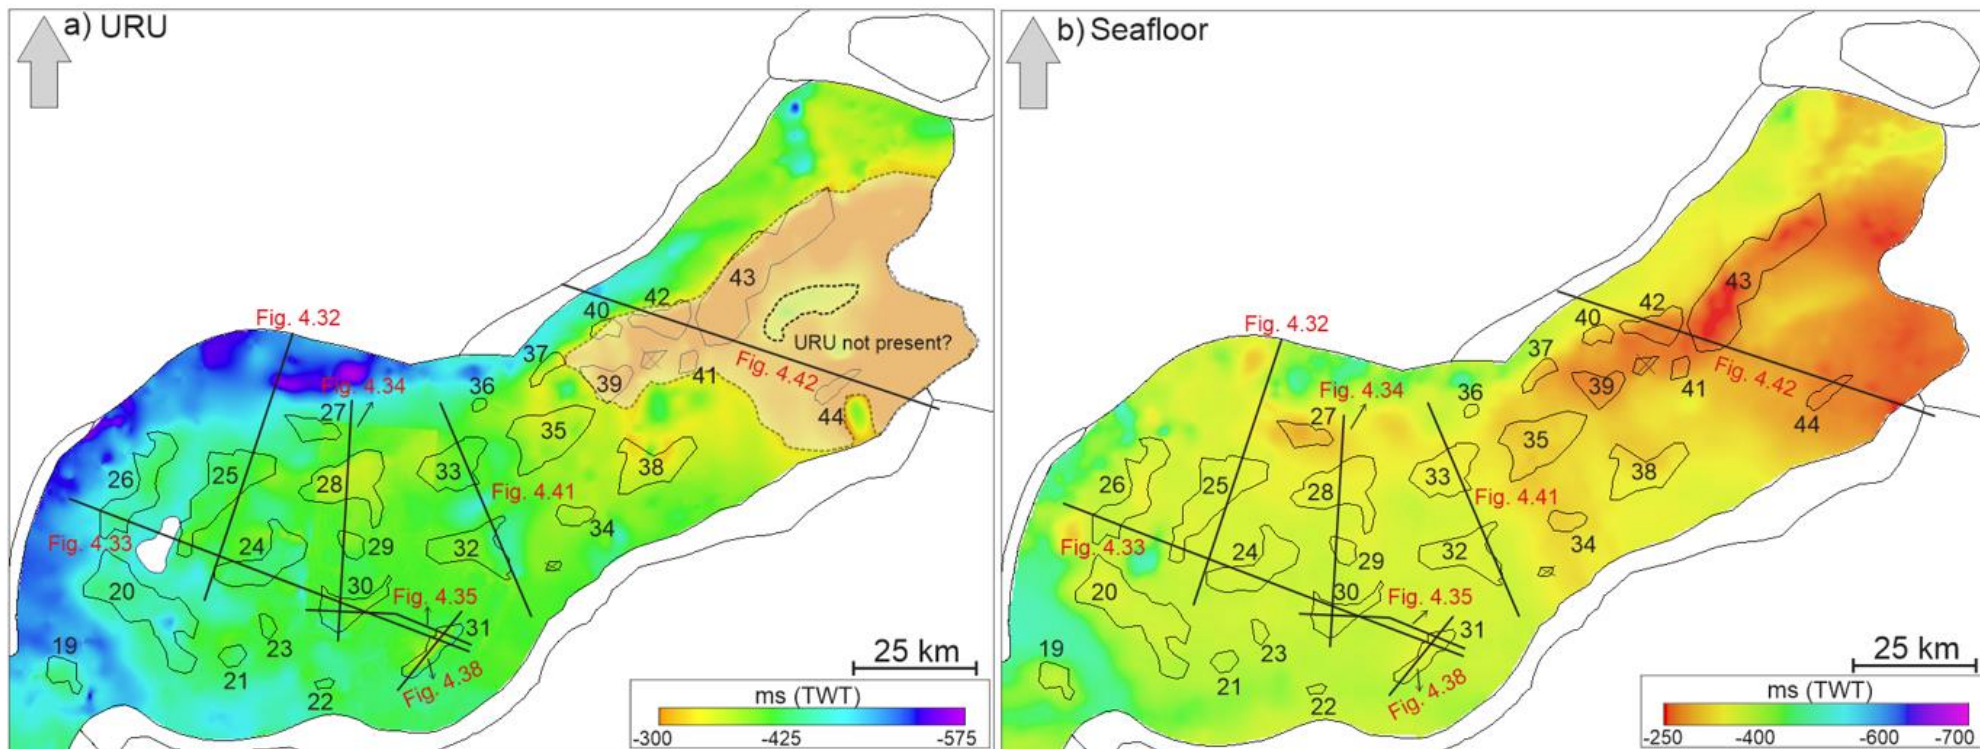 a) URU
Fig. 4.32
43
42
40
URU not present?
37
Fig. 4.42
41
39
Fig. 4.34
36
27
44
35
33
38
26
25
28
Fig. 4.41
34
Fig. 4.33
24
29
32
20
30
Fig. 4.35
31
23
19
21
Fig. 4.38
22
25 km
ms (TWT)
-300 -425 -575
b) Seafloor
Fig. 4.32
43
42
40
37
Fig. 4.42
41
39
Fig. 4.34
36
27
44
35
33
38
26
25
28
Fig. 4.41
34
Fig. 4.33
24
29
32
20
30
Fig. 4.35
31
23
19
21
Fig. 4.38
22
25 km
ms (TWT)
-250 -400 -600 -700